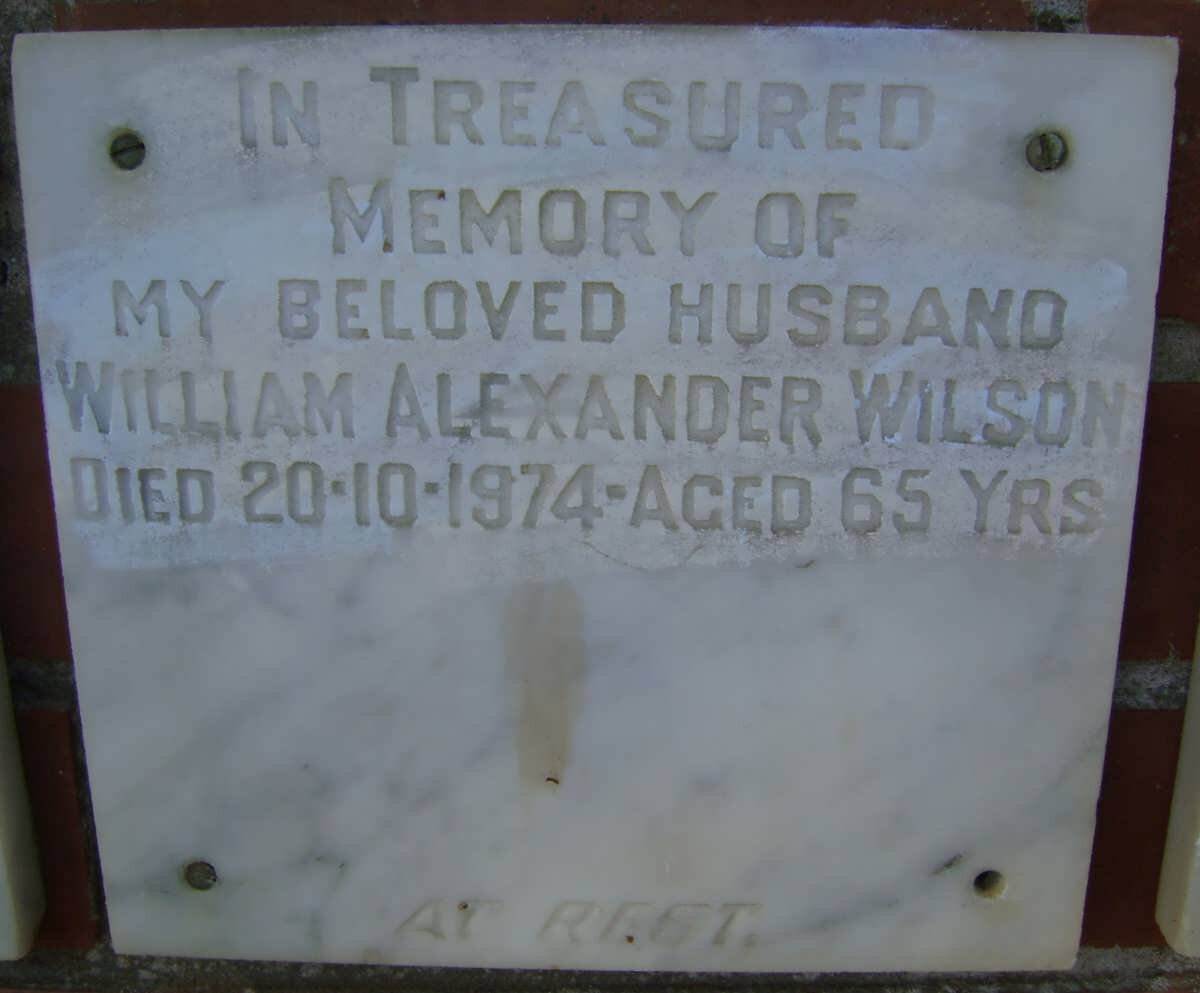 IN TREASURED
MEMORY OF
MY BELOVED HUSBAND
WILLIAM ALEXANDER WILSON
DIED 20·10·1974·AGED 65 YRS
AT REST.